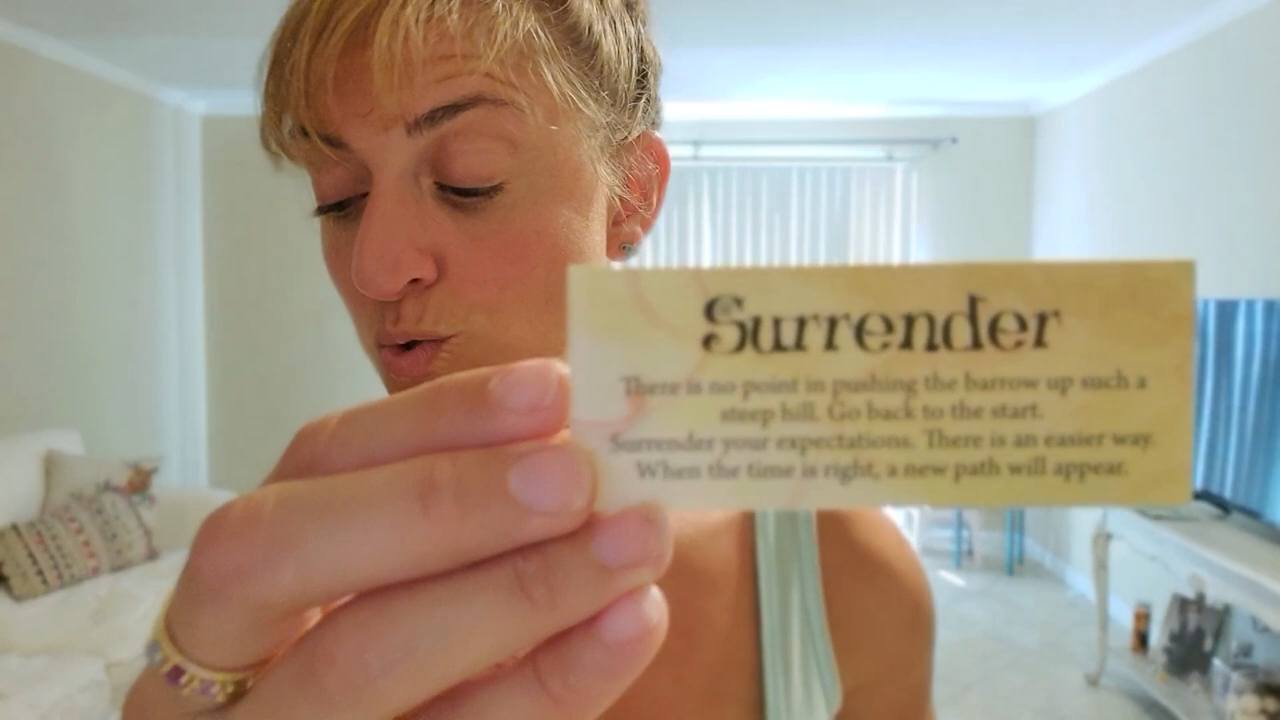 Surrender
There is no point in pushing the barrow up such a
steep hill. Go back to the start.
Surrender your expectations. There is an easier way.
When the time is right, a new path will appear.